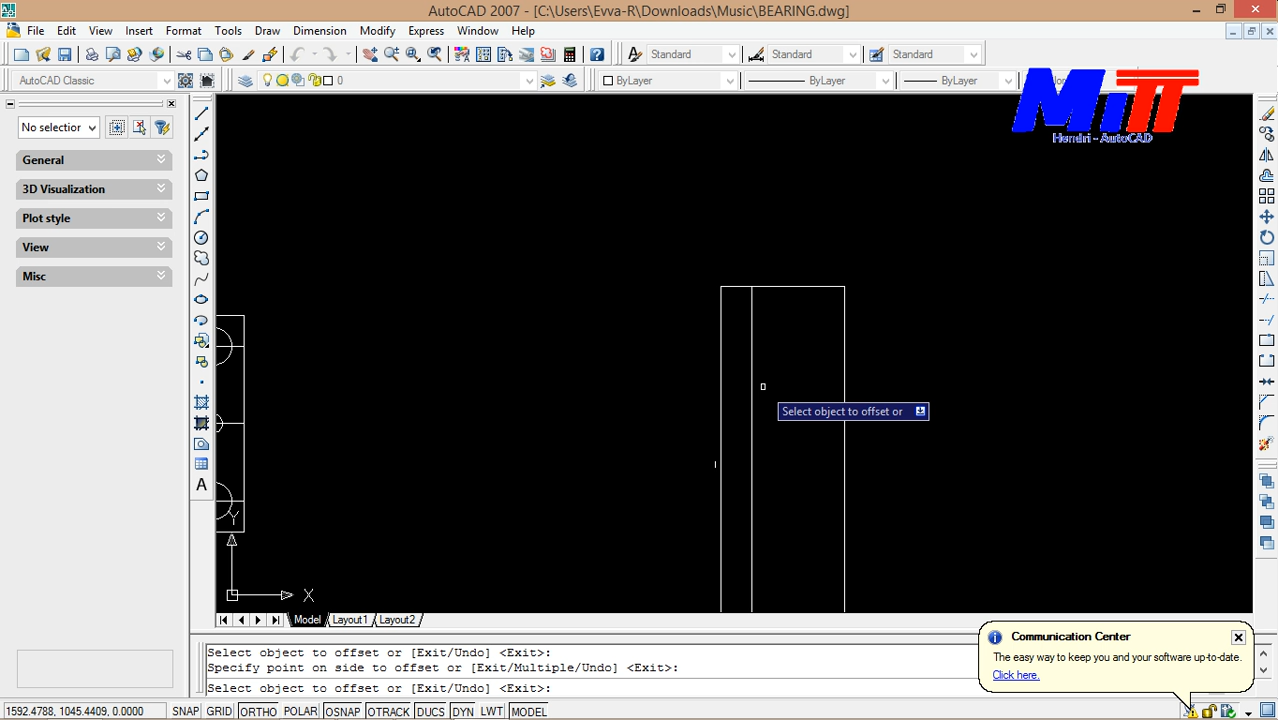 AutoCAD 2007 - [C:\Users\Evva-R\Downloads\Music\BEARING.dwg]
File Edit View Insert Format Tools Draw Dimension Modify Express Window Help
Standard Standard Standard
AutoCAD Classic 0 ByLayer ByLayer ByLayer
MiTT
Hendri - AutoCAD
No selection
General
3D Visualization
Plot style
View
Misc
A
Select object to offset or
Y
X
Model Layout1 Layout2
Select object to offset or [Exit/Undo] <Exit>:
Specify point on side to offset or [Exit/Multiple/Undo] <Exit>:
Select object to offset or [Exit/Undo] <Exit>:
Communication Center
The easy way to keep you and your software up-to-date.
Click here.
1592.4788, 1045.4409, 0.0000 SNAP GRID ORTHO POLAR OSNAP OTRACK DUCS DYN LWT MODEL